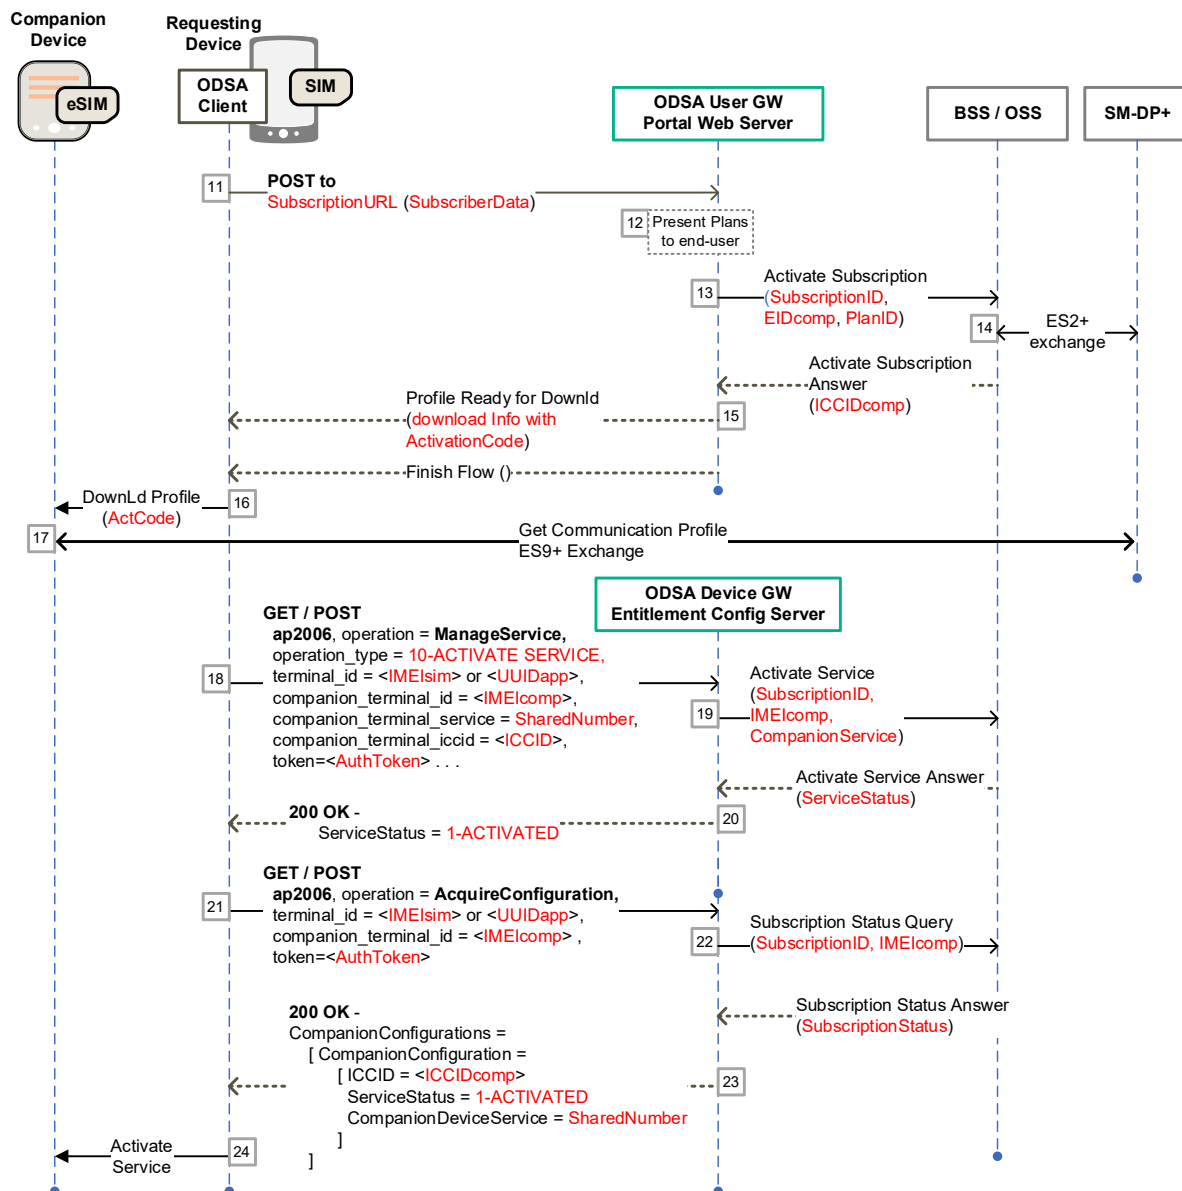 Companion
Device
Requesting
Device
eSIM
ODSA
Client
SIM
ODSA User GW
Portal Web Server
BSS / OSS
SM-DP+
11
POST to
SubscriptionURL (SubscriberData)
12
Present Plans
to end-user
13
Activate Subscription
(SubscriptionID,
EIDcomp, PlanID)
14
ES2+
exchange
Activate Subscription
Answer
(ICCIDcomp)
15
Profile Ready for Downld
(download Info with
ActivationCode)
Finish Flow ()
16
DownLd Profile
(ActCode)
17
Get Communication Profile
ES9+ Exchange
ODSA Device GW
Entitlement Config Server
18
GET / POST
ap2006, operation = ManageService,
operation_type = 10-ACTIVATE SERVICE,
terminal_id = <IMEIsim> or <UUIDapp>,
companion_terminal_id = <IMEIcomp>,
companion_terminal_service = SharedNumber,
companion_terminal_iccid = <ICCID>,
token=<AuthToken> . . .
19
Activate Service
(SubscriptionID,
IMEIcomp,
CompanionService)
Activate Service Answer
(ServiceStatus)
20
200 OK -
ServiceStatus = 1-ACTIVATED
21
GET / POST
ap2006, operation = AcquireConfiguration,
terminal_id = <IMEIsim> or <UUIDapp>,
companion_terminal_id = <IMEIcomp> ,
token=<AuthToken>
22
Subscription Status Query
(SubscriptionID, IMEIcomp)
Subscription Status Answer
(SubscriptionStatus)
23
200 OK -
CompanionConfigurations =
[ CompanionConfiguration =
[ ICCID = <ICCIDcomp>
ServiceStatus = 1-ACTIVATED
CompanionDeviceService = SharedNumber
]
]
24
Activate
Service